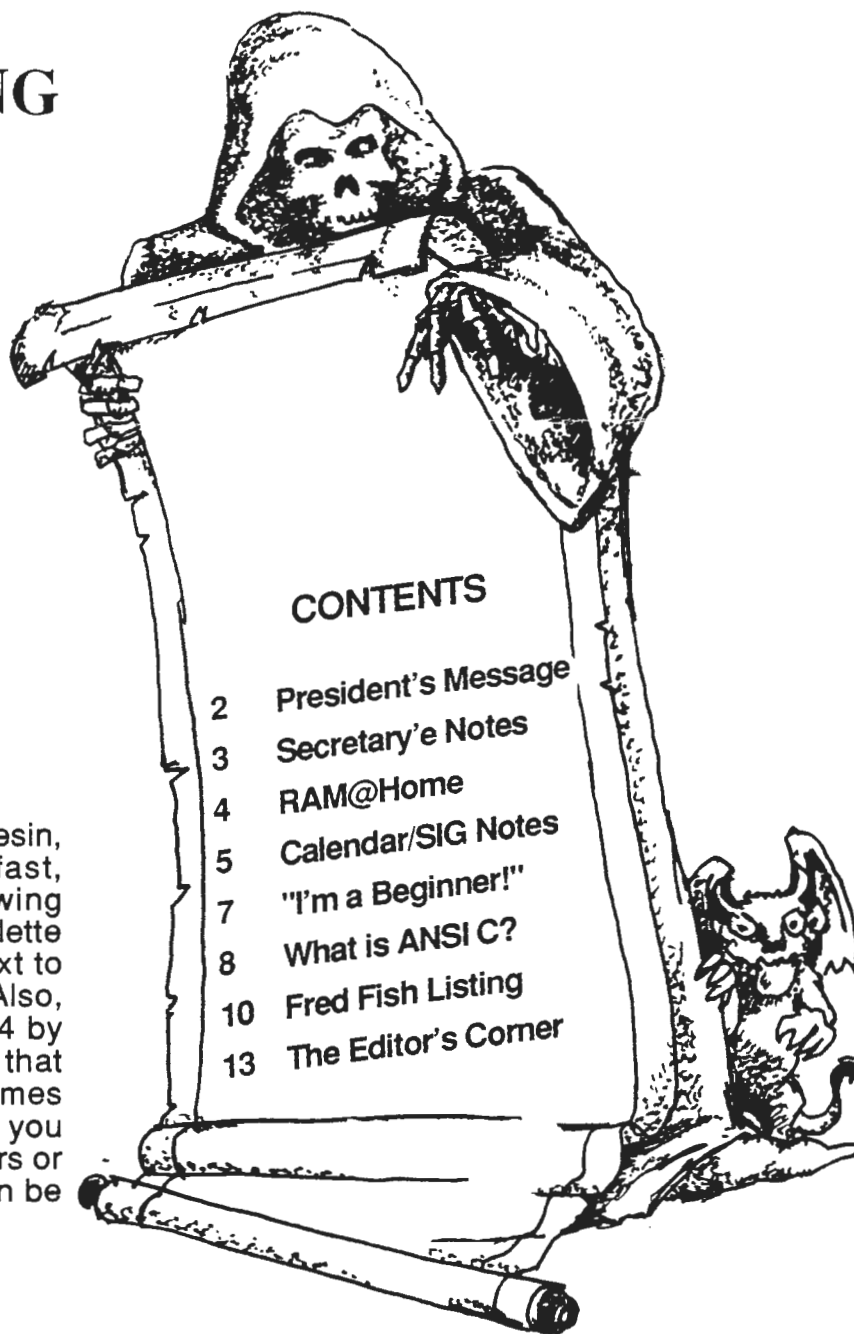 NG
CONTENTS
2 President's Message
3 Secretary'e Notes
4 RAM@Home
5 Calendar/SIG Notes
7 "I'm a Beginner!"
8 What is ANSI C?
10 Fred Fish Listing
13 The Editor's Corner
esin,
fast,
wing
lette
xt to
Also,
4 by
that
mes
you
rs or
n be